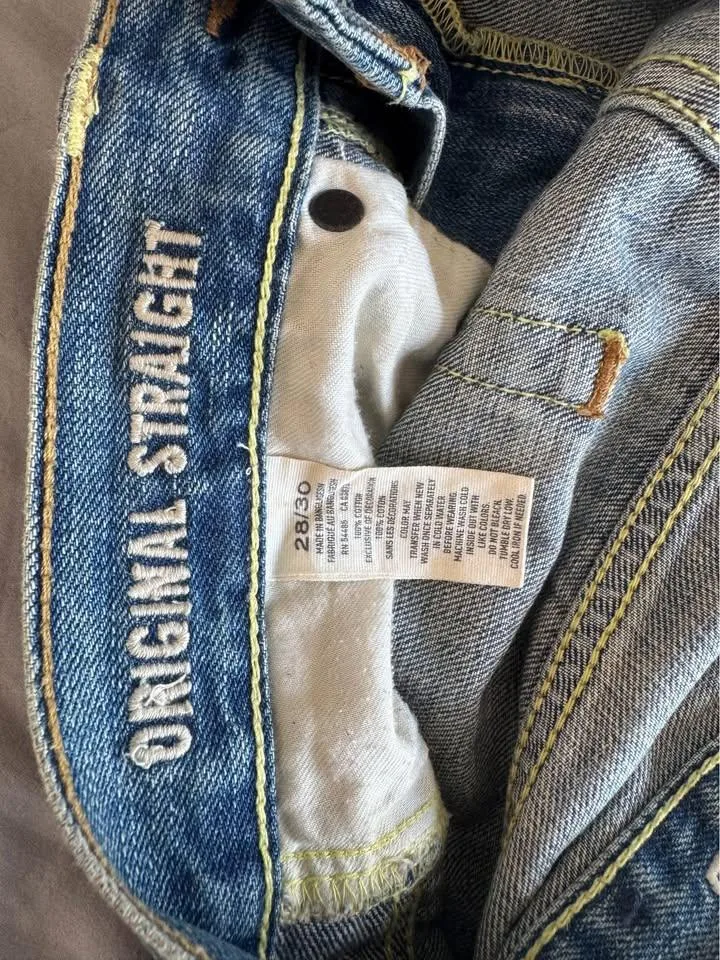 ORIGINAL STRAIGHT
28/30
MADE IN BANGLADESH
FABRIQUÉ AU
RN 54485 CA
100% COTTON
EXCLUSIVE OF DECORATION
100% COTON
SANS LES DÉCORATIONS
COLOR MAY
TRANSFER WHEN NEW
WASH ONCE SEPARATELY
IN COLD WATER
BEFORE WEARING
MACHINE WASH COLD
INSIDE OUT WITH
LIKE COLORS.
DO NOT BLEACH.
TUMBLE DRY LOW.
COOL IRON IF NEEDED.